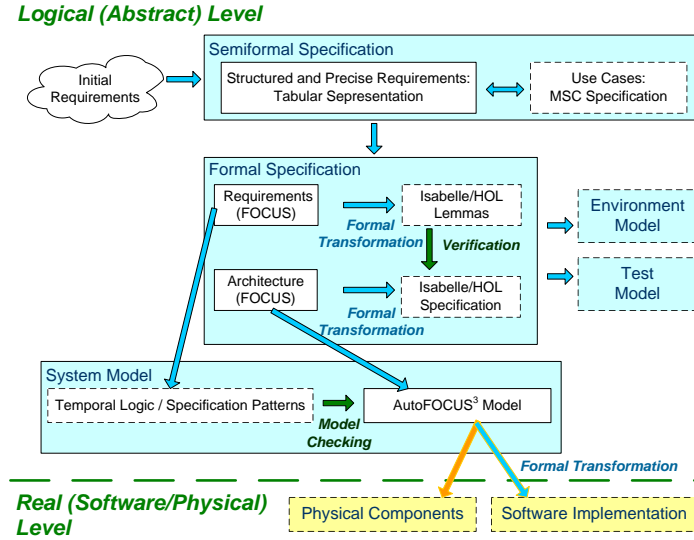 Logical (Abstract) Level
Semiformal Specification
Initial
Requirements
Structured and Precise Requirements:
Tabular Sepresentation
Use Cases:
MSC Specification
Formal Specification
Requirements
(FOCUS)
Formal
Transformation
Isabelle/HOL
Lemmas
Verification
Environment
Model
Architecture
(FOCUS)
Formal
Transformation
Isabelle/HOL
Specification
Test
Model
System Model
Temporal Logic / Specification Patterns
Model
Checking
AutoFOCUS³ Model
Formal Transformation
Real (Software/Physical)
Level
Physical Components
Software Implementation